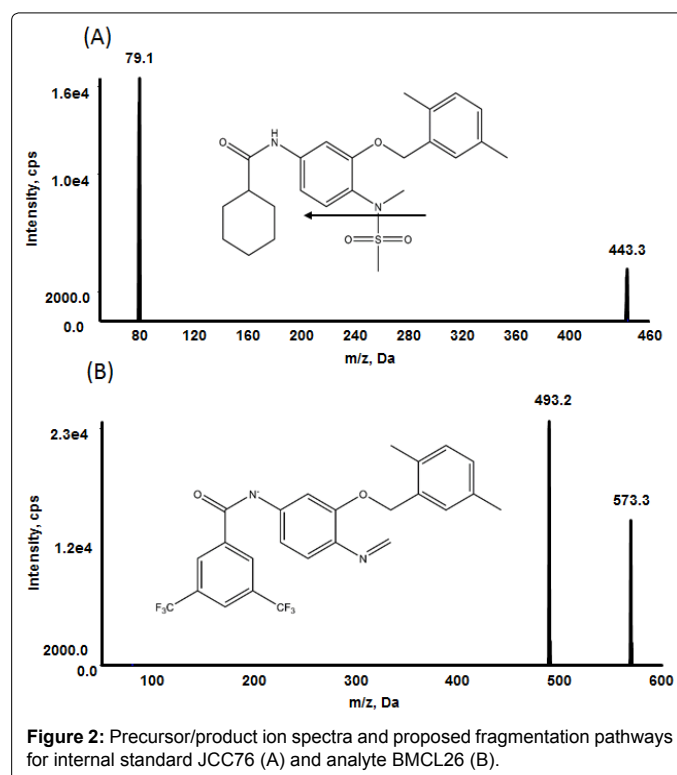 (A)
79.1
1.6e4
1.0e4
2000.0
0.0
Intensity, cps
O
H
N
O
N
O=S=O
443.3
80 120 160 200 240 280 320 360 400 460
m/z, Da
(B)
493.2
573.3
2.3e4
1.2e4
2000.0
0.0
Intensity, cps
O
N-
O
N
F3C
CF3
100 200 300 400 500 600
m/z, Da
Figure 2: Precursor/product ion spectra and proposed fragmentation pathways
for internal standard JCC76 (A) and analyte BMCL26 (B).